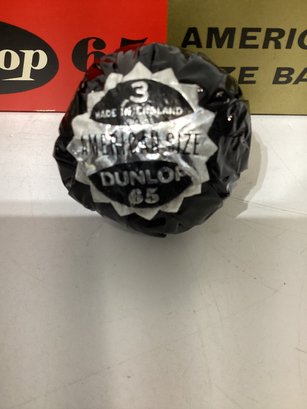 op 65
AMERIC
ZE BA
3
MADE IN ENGLAND
AMERICAN SIZE
DUNLOP
65